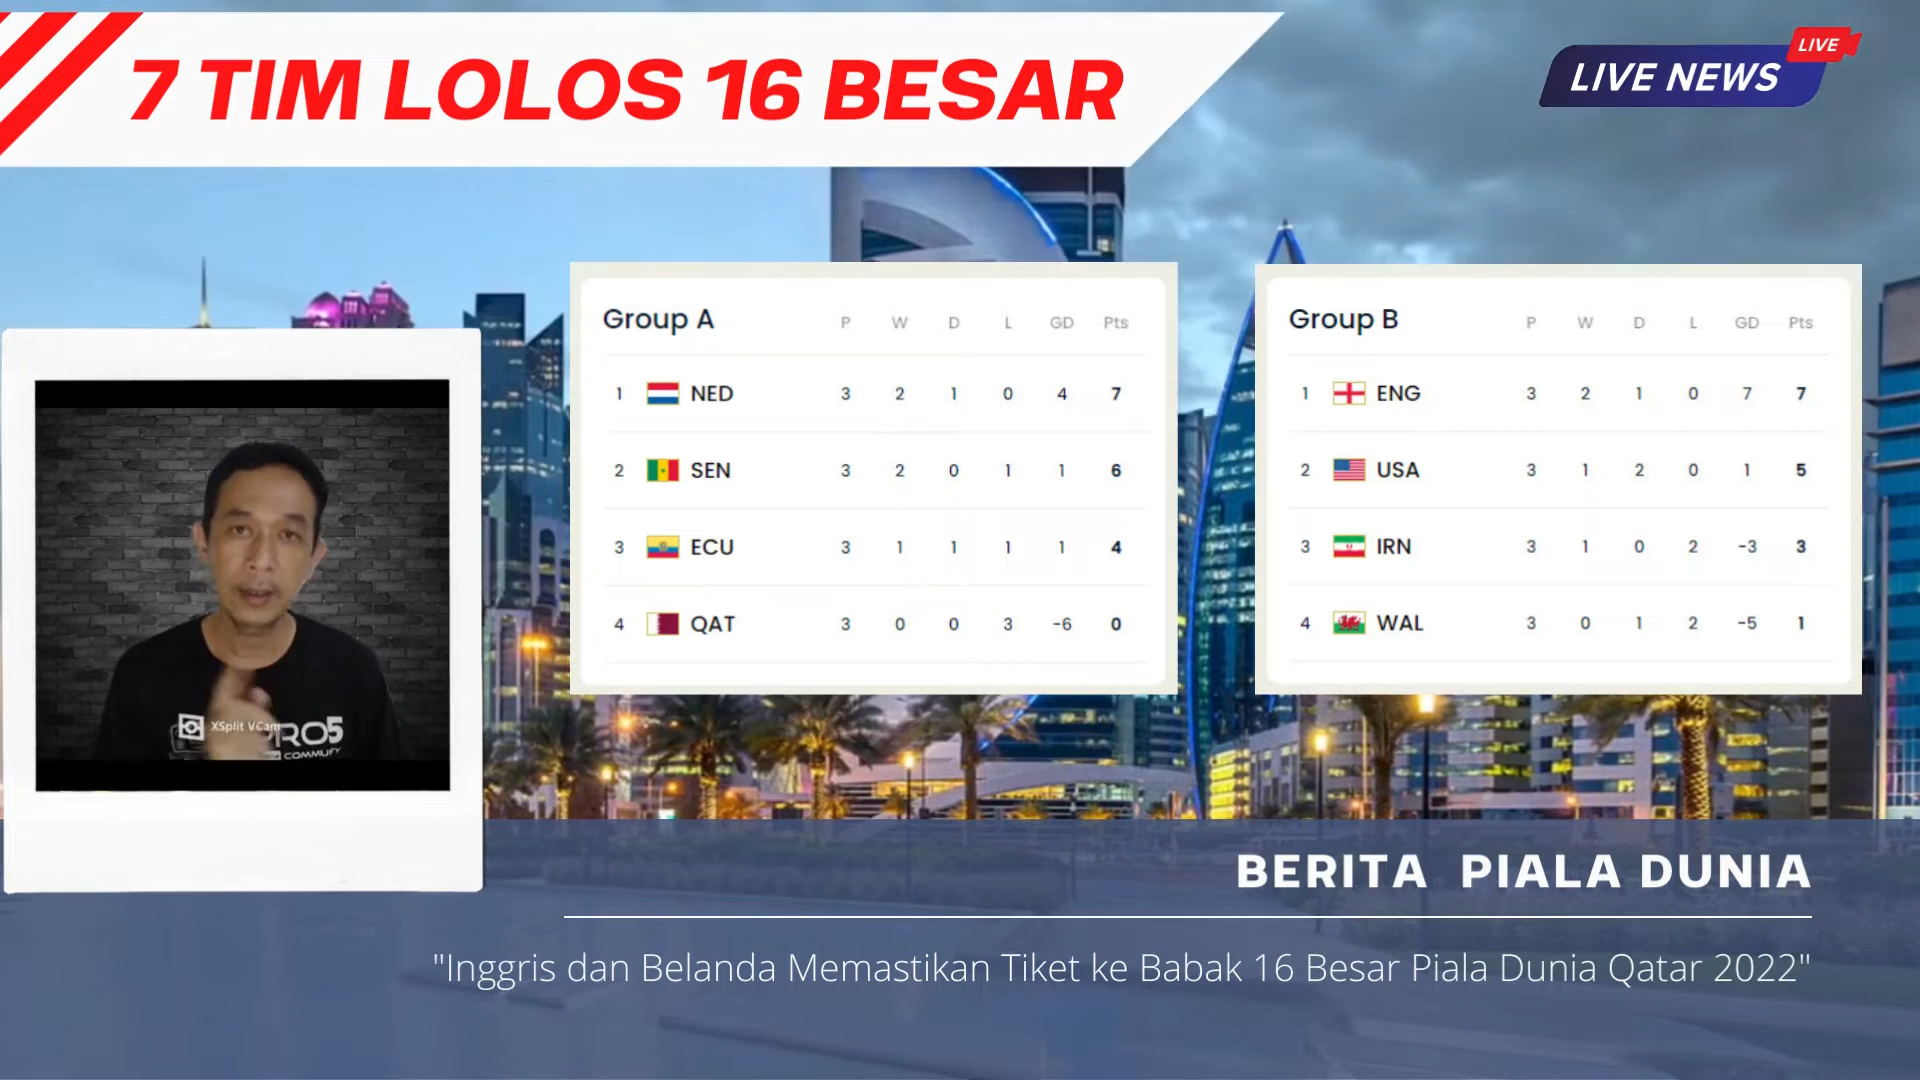 7 TIM LOLOS 16 BESAR
LIVE
LIVE NEWS
Group A P W D L GD Pts
1 NED 3 2 1 0 4 7
2 SEN 3 2 0 1 1 6
3 ECU 3 1 1 1 1 4
4 QAT 3 0 0 3 -6 0
Group B P W D L GD Pts
1 ENG 3 2 1 0 7 7
2 USA 3 1 2 0 1 5
3 IRN 3 1 0 2 -3 3
4 WAL 3 0 1 2 -5 1
XSplit VCam
BERITA PIALA DUNIA
"Inggris dan Belanda Memastikan Tiket ke Babak 16 Besar Piala Dunia Qatar 2022"